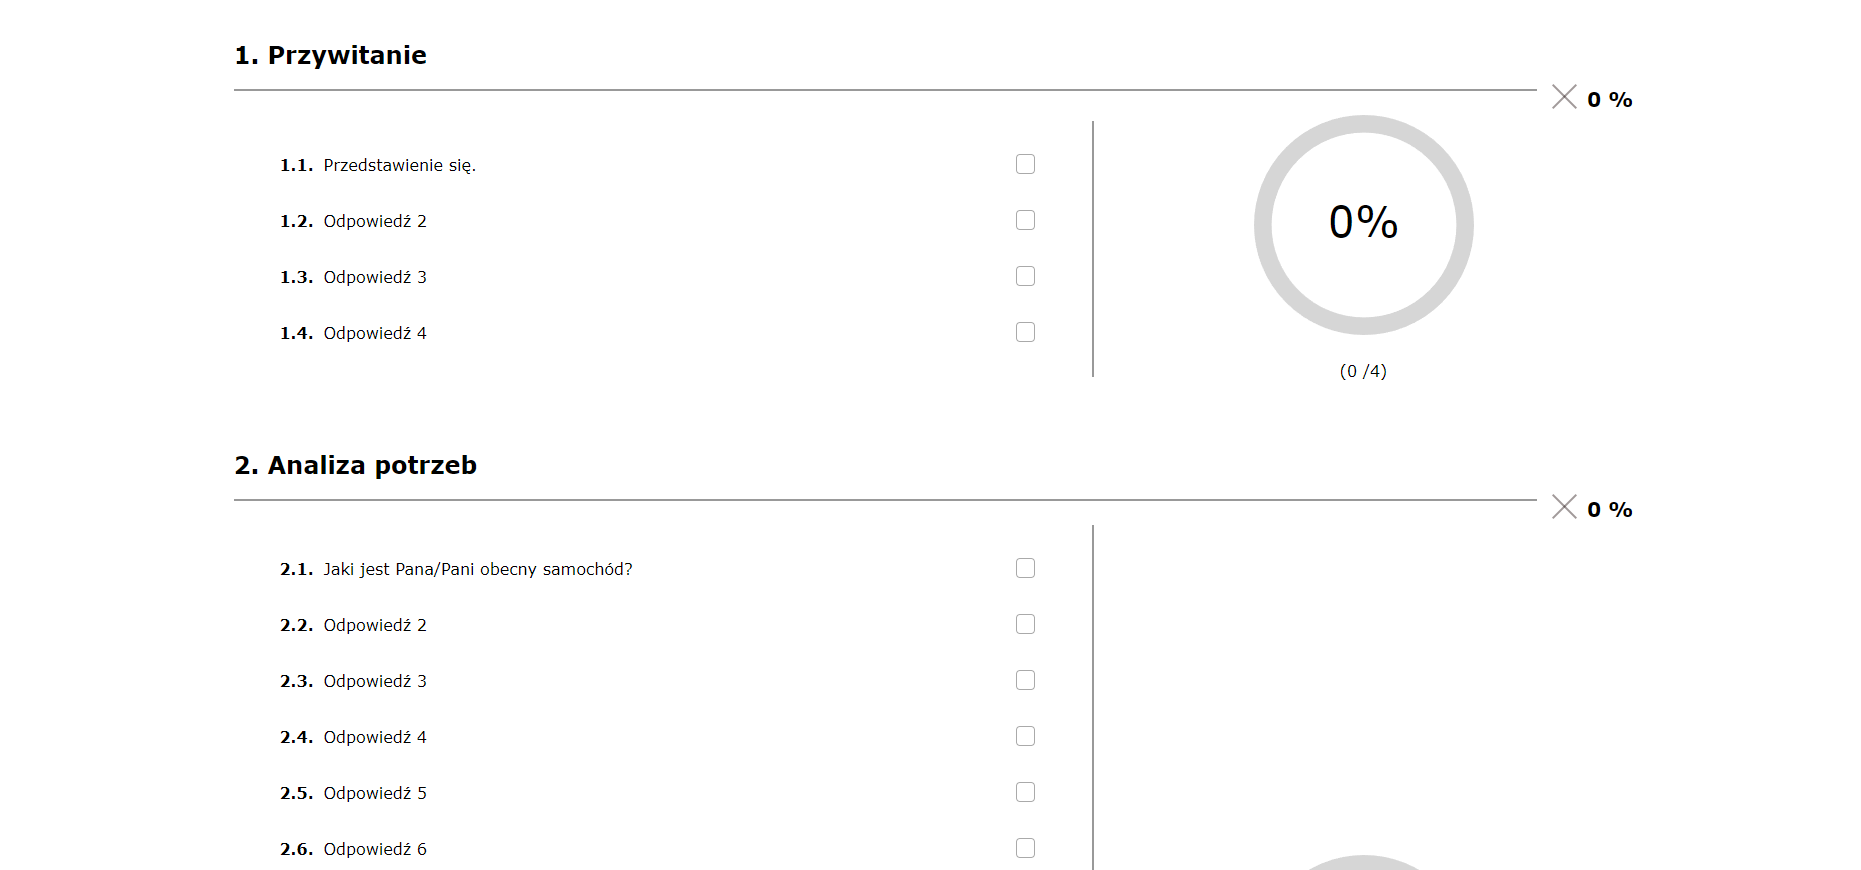 1. Przywitanie
0 %
1.1. Przedstawienie się.
1.2. Odpowiedź 2
1.3. Odpowiedź 3
1.4. Odpowiedź 4
0%
(0 /4)
2. Analiza potrzeb
0 %
2.1. Jaki jest Pana/Pani obecny samochód?
2.2. Odpowiedź 2
2.3. Odpowiedź 3
2.4. Odpowiedź 4
2.5. Odpowiedź 5
2.6. Odpowiedź 6